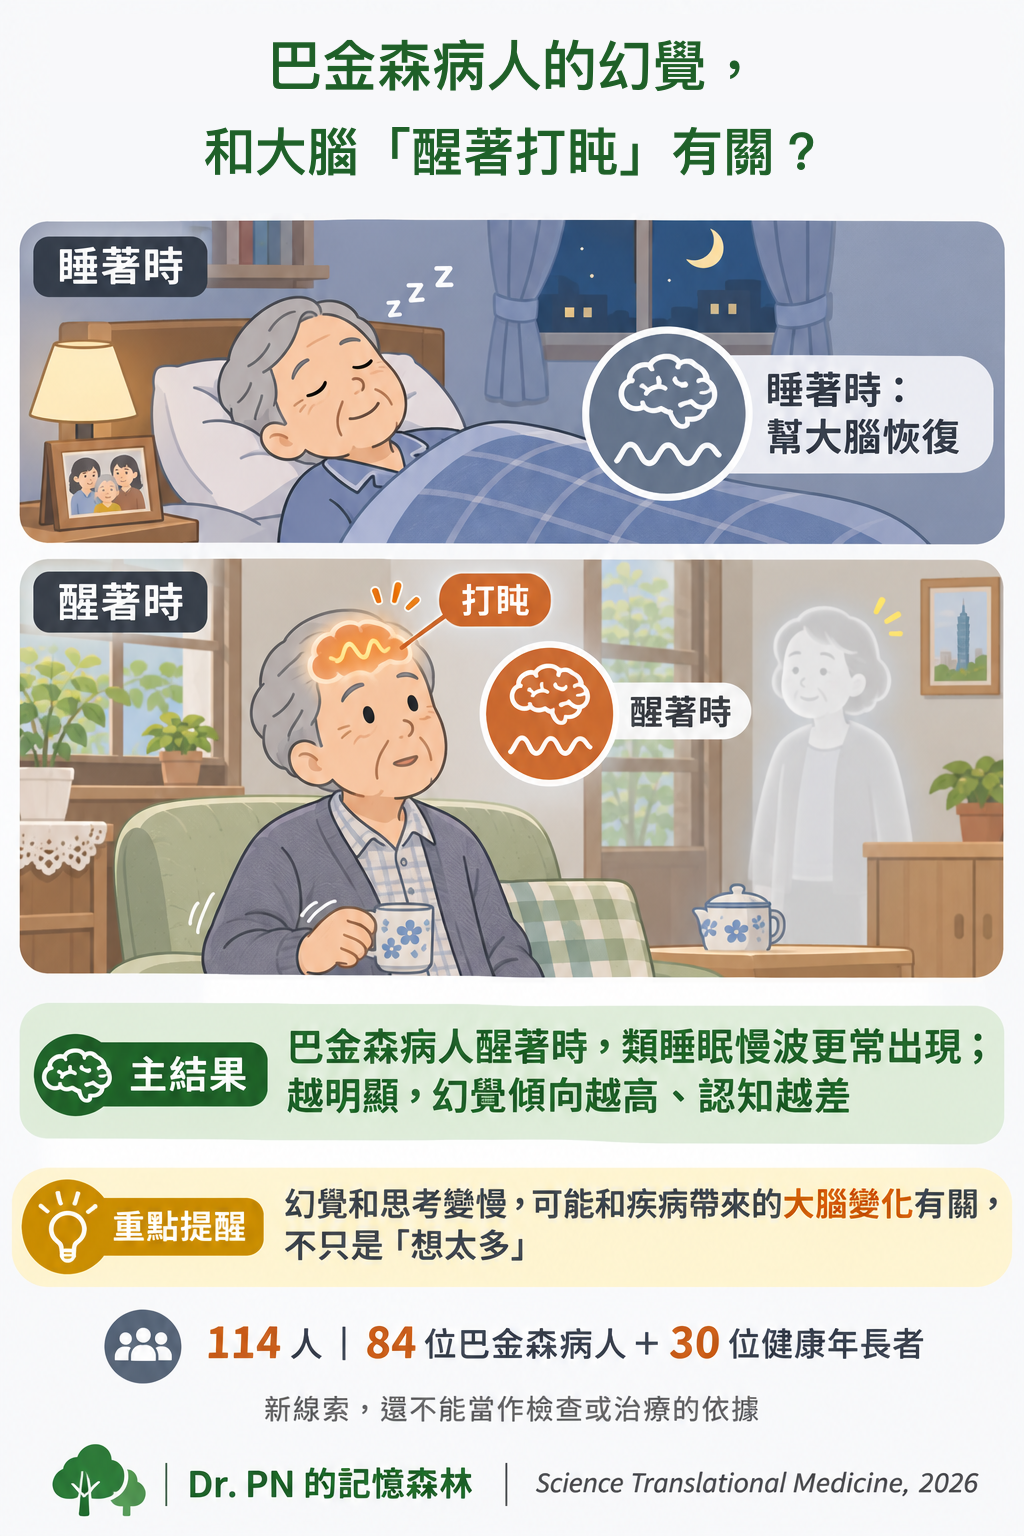 巴金森病人的幻覺，
和大腦「醒著打盹」有關？
睡著時
z z z
睡著時：
幫大腦恢復
醒著時
打盹
醒著時
主結果
巴金森病人醒著時，類睡眠慢波更常出現；
越明顯，幻覺傾向越高、認知越差
重點提醒
幻覺和思考變慢，可能和疾病帶來的大腦變化有關，
不只是「想太多」
114 人｜84 位巴金森病人＋30 位健康年長者
新線索，還不能當作檢查或治療的依據
Dr. PN 的記憶森林｜Science Translational Medicine, 2026